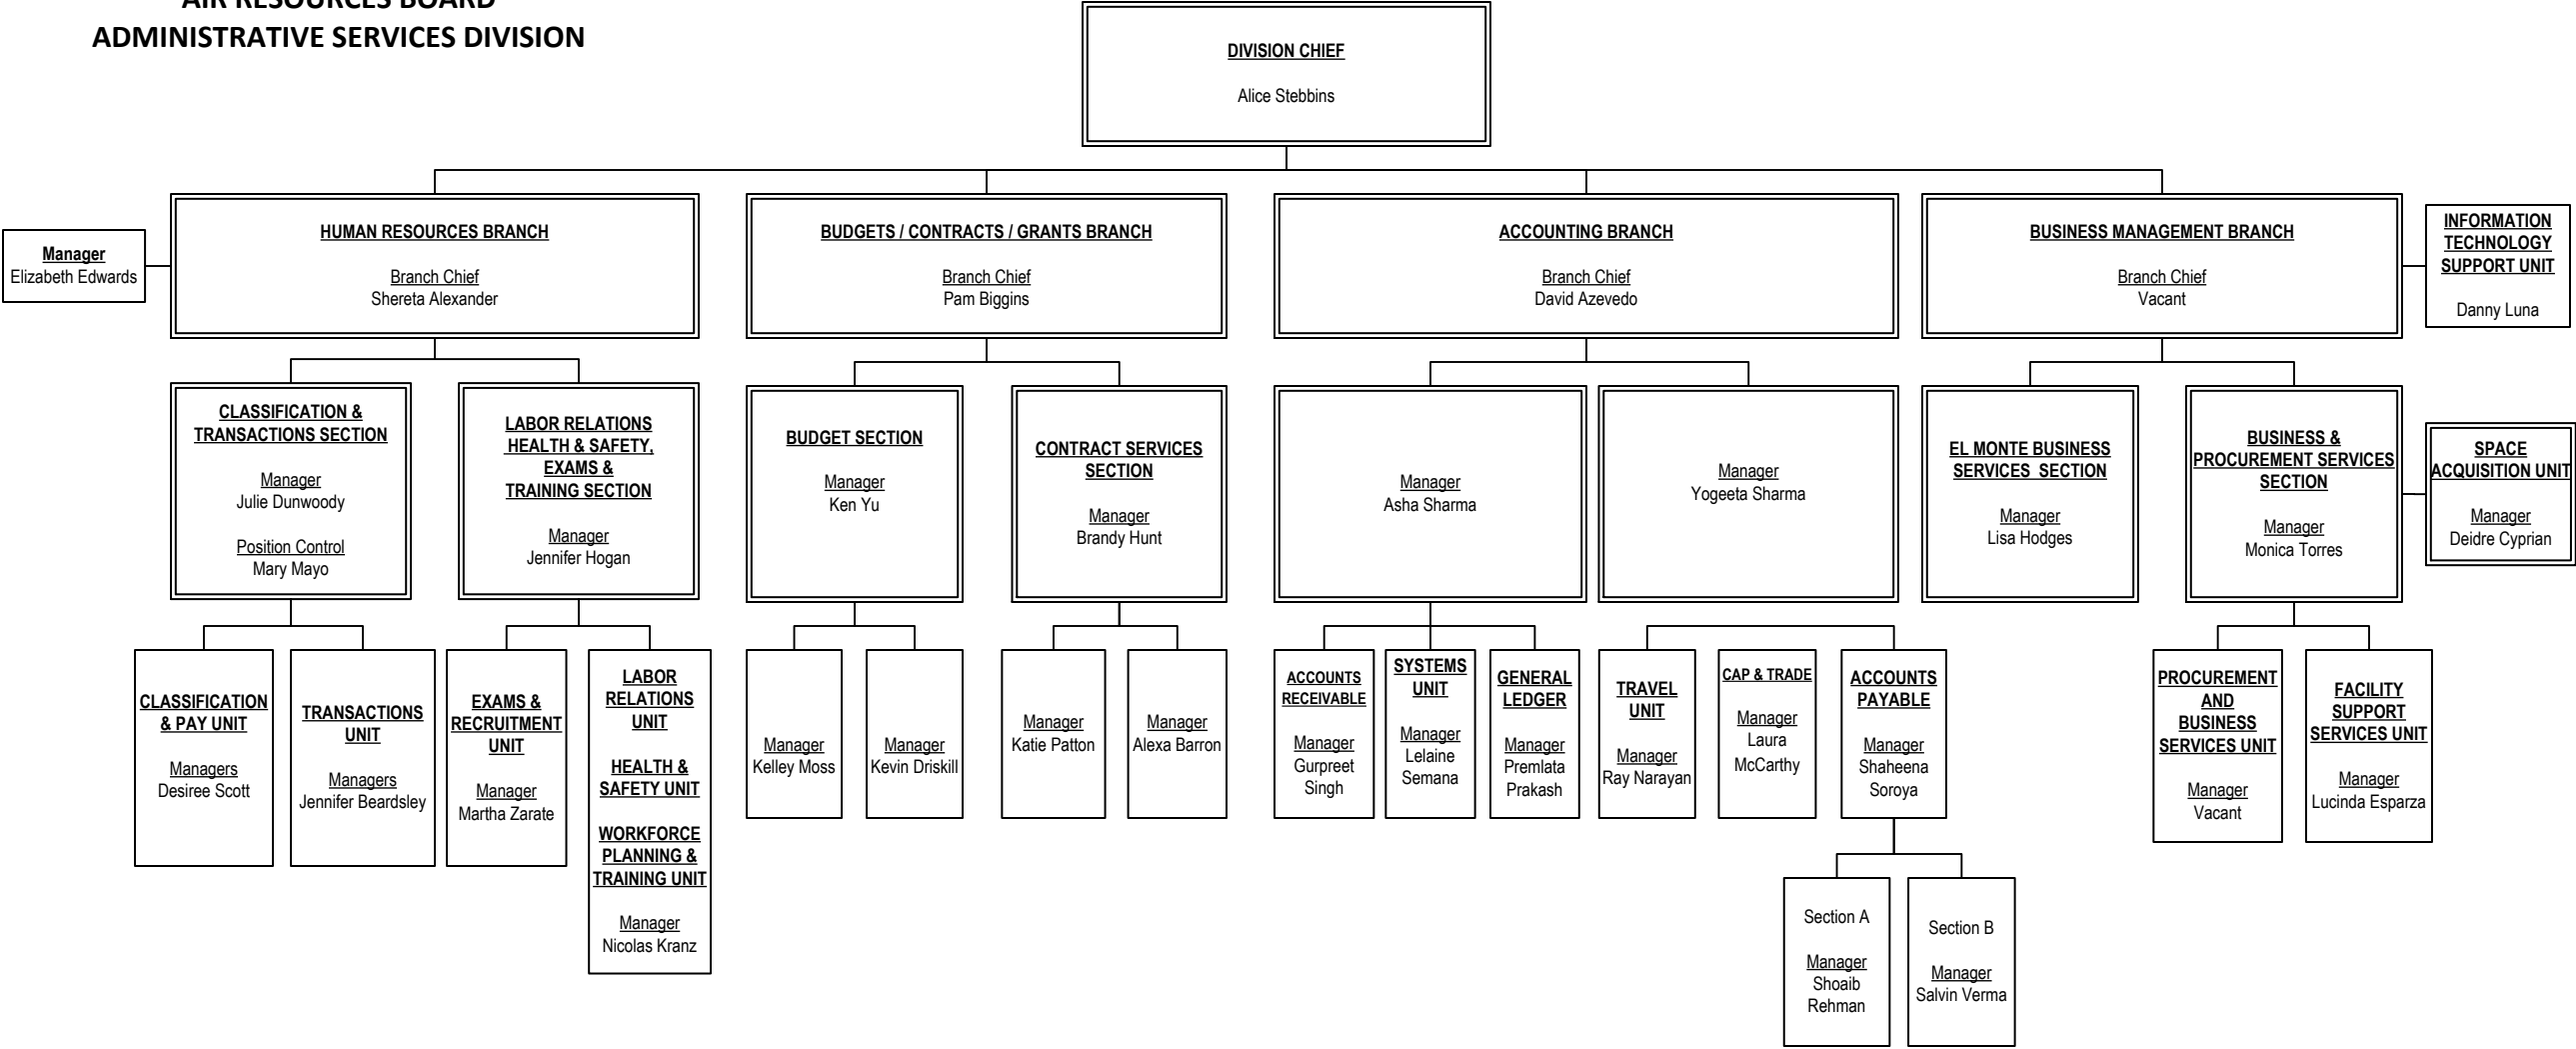 AIR RESOURCES BOARD
ADMINISTRATIVE SERVICES DIVISION
DIVISION CHIEF
Alice Stebbins
Manager
Elizabeth Edwards
HUMAN RESOURCES BRANCH
Branch Chief
Shereta Alexander
BUDGETS / CONTRACTS / GRANTS BRANCH
Branch Chief
Pam Biggins
ACCOUNTING BRANCH
Branch Chief
David Azevedo
BUSINESS MANAGEMENT BRANCH
Branch Chief
Vacant
INFORMATION
TECHNOLOGY
SUPPORT UNIT
Danny Luna
CLASSIFICATION &
TRANSACTIONS SECTION
Manager
Julie Dunwoody
Position Control
Mary Mayo
LABOR RELATIONS
HEALTH & SAFETY,
EXAMS &
TRAINING SECTION
Manager
Jennifer Hogan
BUDGET SECTION
Manager
Ken Yu
CONTRACT SERVICES
SECTION
Manager
Brandy Hunt
Manager
Asha Sharma
Manager
Yogeeta Sharma
EL MONTE BUSINESS
SERVICES SECTION
Manager
Lisa Hodges
BUSINESS &
PROCUREMENT SERVICES
SECTION
Manager
Monica Torres
SPACE
ACQUISITION UNIT
Manager
Deidre Cyprian
CLASSIFICATION
& PAY UNIT
Managers
Desiree Scott
TRANSACTIONS
UNIT
Managers
Jennifer Beardsley
EXAMS &
RECRUITMENT
UNIT
Manager
Martha Zarate
LABOR
RELATIONS
UNIT
HEALTH &
SAFETY UNIT
WORKFORCE
PLANNING &
TRAINING UNIT
Manager
Nicolas Kranz
Manager
Kelley Moss
Manager
Kevin Driskill
Manager
Katie Patton
Manager
Alexa Barron
ACCOUNTS
RECEIVABLE
Manager
Gurpreet
Singh
SYSTEMS
UNIT
Manager
Lelaine
Semana
GENERAL
LEDGER
Manager
Premlata
Prakash
TRAVEL
UNIT
Manager
Ray Narayan
CAP & TRADE
Manager
Laura
McCarthy
ACCOUNTS
PAYABLE
Manager
Shaheena
Soroya
PROCUREMENT
AND
BUSINESS
SERVICES UNIT
Manager
Vacant
FACILITY
SUPPORT
SERVICES UNIT
Manager
Lucinda Esparza
Section A
Manager
Shoaib
Rehman
Section B
Manager
Salvin Verma